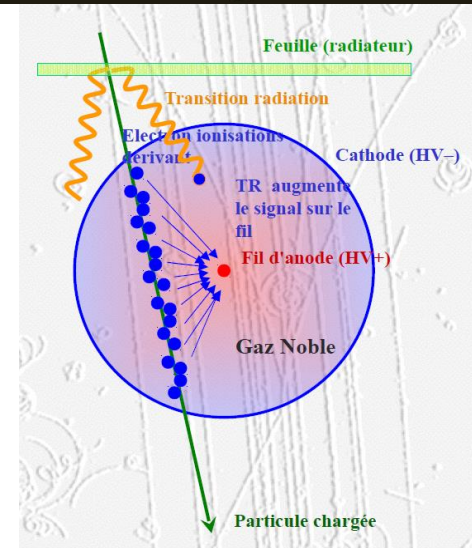 Feuille (radiateur)
Transition radiation
Electron ionisations
dérivant
Cathode (HV–)
TR augmente
le signal sur le
fil
Fil d'anode (HV+)
Gaz Noble
Particule chargée